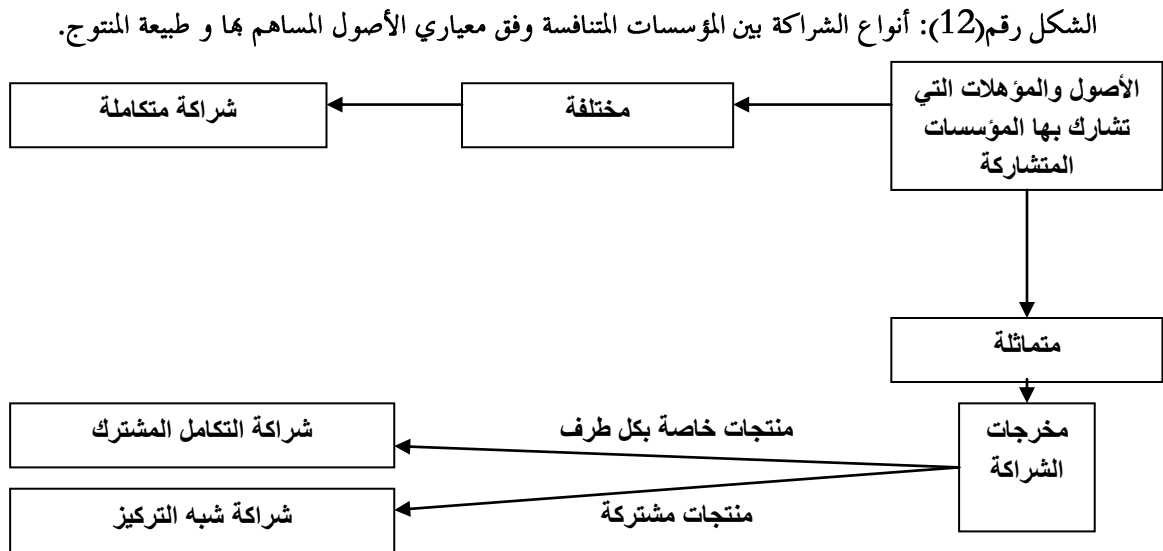 الشكل رقم(12): أنواع الشراكة بين المؤسسات المتنافسة وفق معياري الأصول المساهم بها و طبيعة المنتوج.
الأصول والمؤهلات التي
تشارك بها المؤسسات
المتشاركة
مختلفة
شراكة متكاملة
متماثلة
مخرجات
الشراكة
منتجات خاصة بكل طرف
شراكة التكامل المشترك
منتجات مشتركة
شراكة شبه التركيز